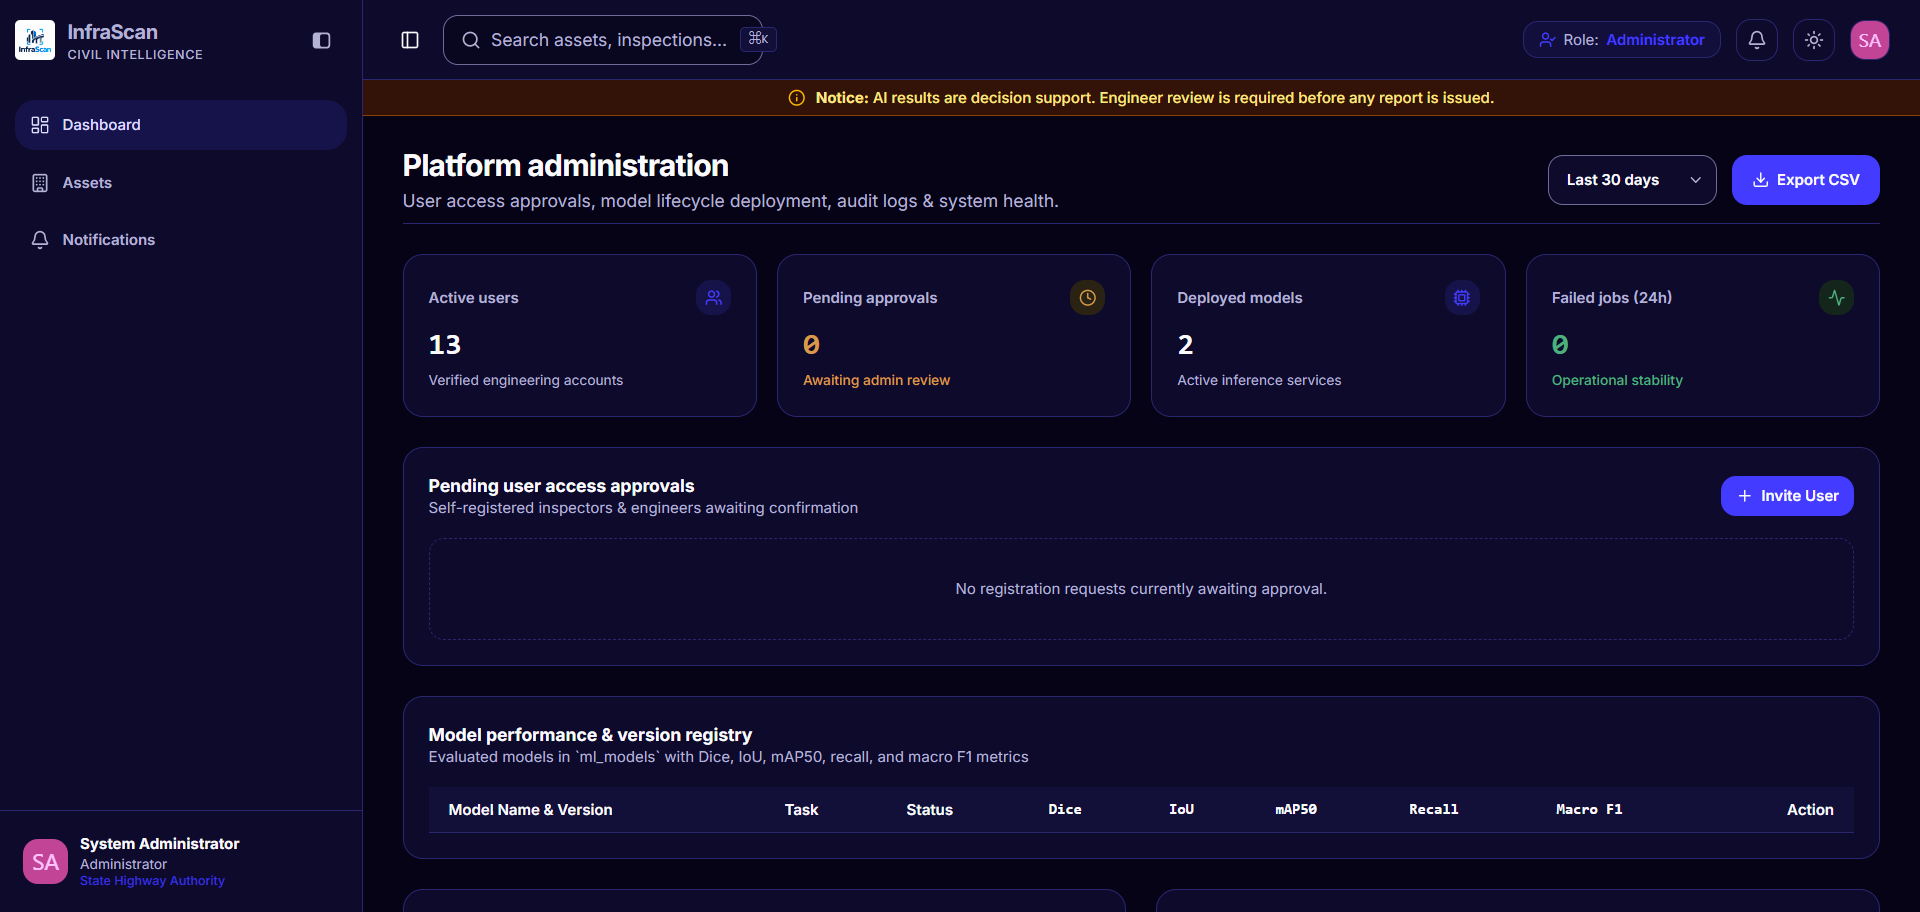 InfraScan
InfraScan
CIVIL INTELLIGENCE
Search assets, inspections...
⌘K
Role: Administrator
SA
Notice: AI results are decision support. Engineer review is required before any report is issued.
Dashboard
Assets
Notifications
Platform administration
User access approvals, model lifecycle deployment, audit logs & system health.
Last 30 days
Export CSV
Active users
13
Verified engineering accounts
Pending approvals
0
Awaiting admin review
Deployed models
2
Active inference services
Failed jobs (24h)
0
Operational stability
Pending user access approvals
Self-registered inspectors & engineers awaiting confirmation
Invite User
No registration requests currently awaiting approval.
Model performance & version registry
Evaluated models in `ml_models` with Dice, IoU, mAP50, recall, and macro F1 metrics
Model Name & Version Task Status Dice IoU mAP50 Recall Macro F1 Action
SA
System Administrator
Administrator
State Highway Authority